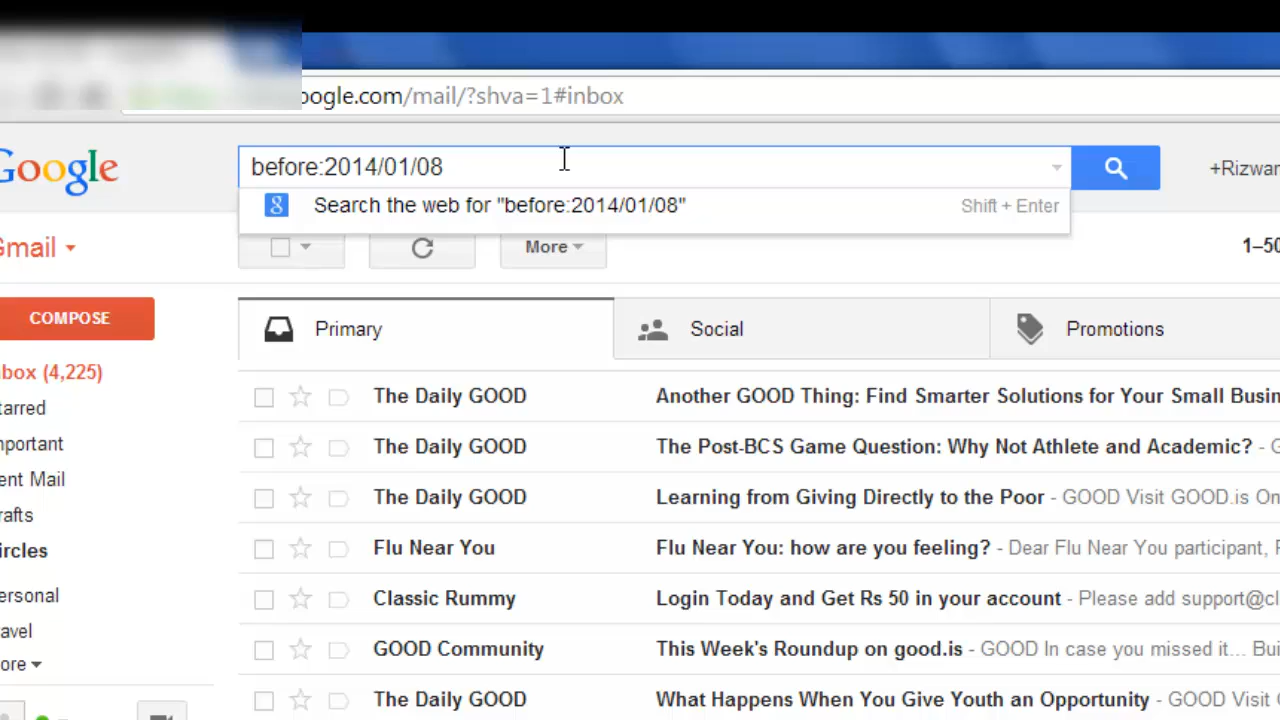 oogle.com/mail/?shva=1#inbox
Google
before:2014/01/08
+Rizwan
Search the web for "before:2014/01/08" Shift + Enter
Gmail
More
1–50
COMPOSE
Primary
Social
Promotions
nbox (4,225)
tarred
mportant
ent Mail
rafts
ircles
ersonal
avel
ore
The Daily GOOD Another GOOD Thing: Find Smarter Solutions for Your Small Busin
The Daily GOOD The Post-BCS Game Question: Why Not Athlete and Academic? - G
The Daily GOOD Learning from Giving Directly to the Poor - GOOD Visit GOOD.is On
Flu Near You Flu Near You: how are you feeling? - Dear Flu Near You participant, F
Classic Rummy Login Today and Get Rs 50 in your account - Please add support@cl
GOOD Community This Week's Roundup on good.is - GOOD In case you missed it... Bui
The Daily GOOD What Happens When You Give Youth an Opportunity - GOOD Visit